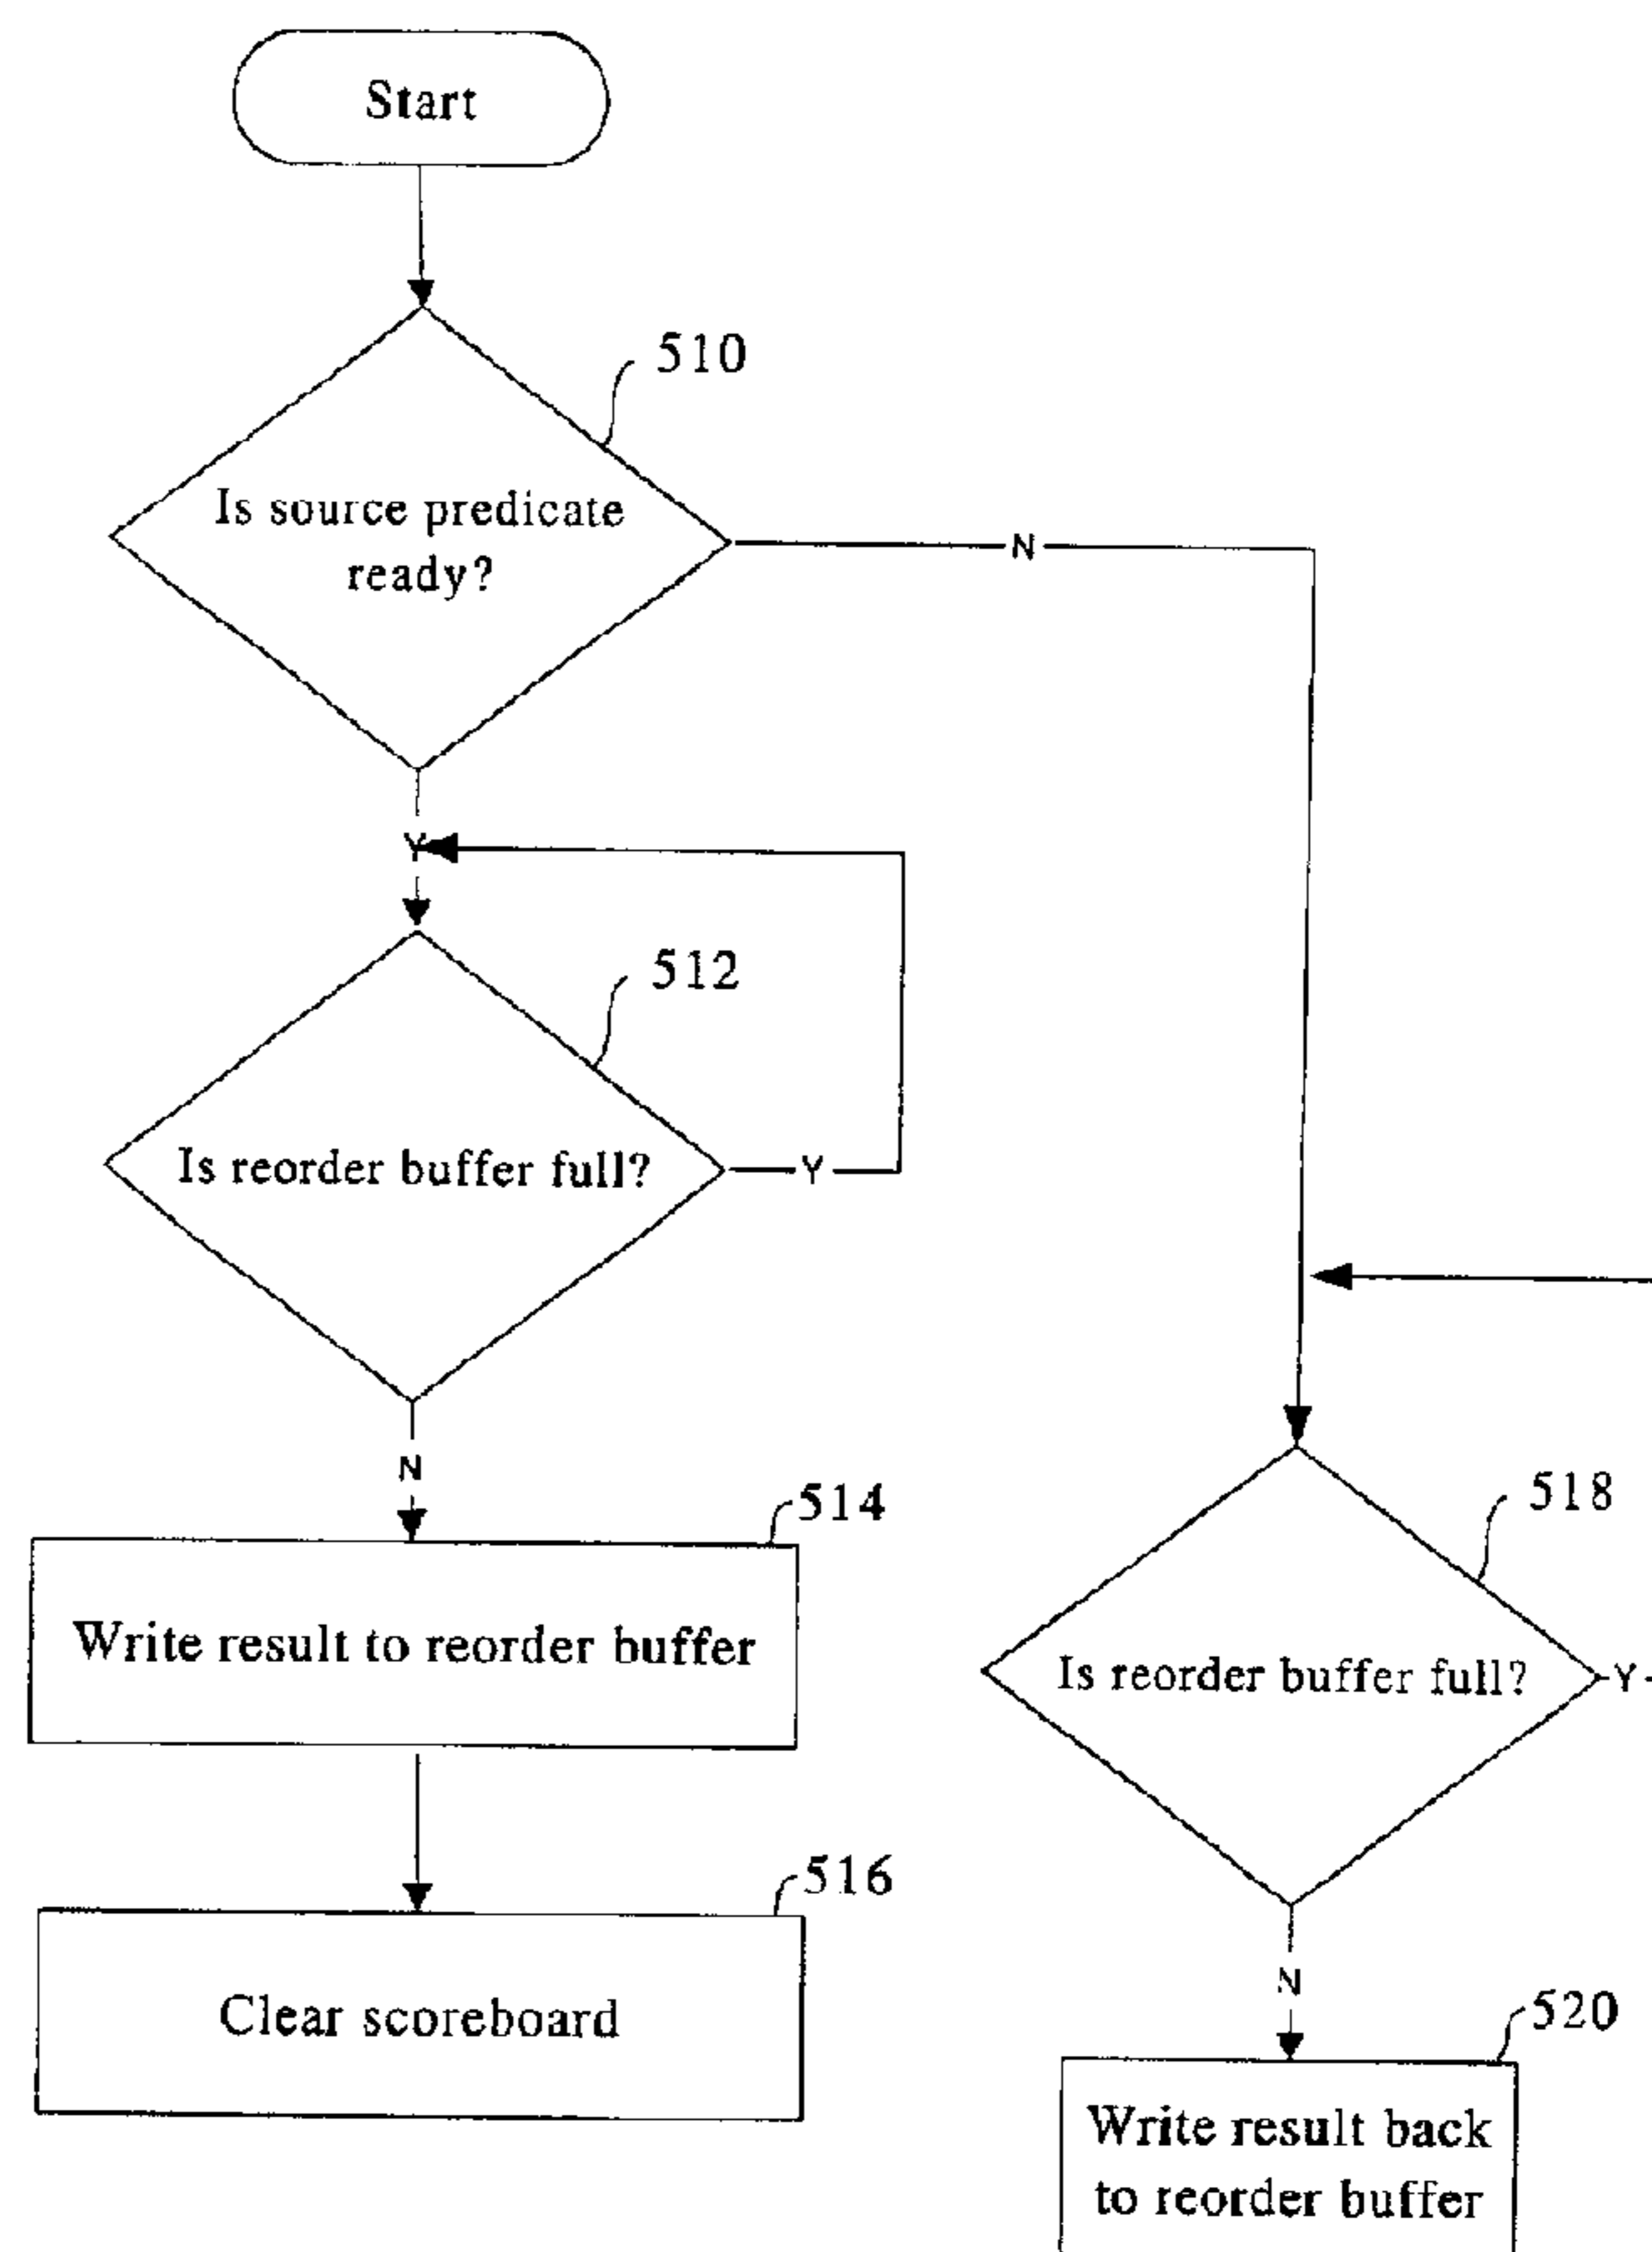 Start
510
Is source predicate
ready?
N
Y
512
Is reorder buffer full?
Y
N
514
Write result to reorder buffer
516
Clear scoreboard
518
Is reorder buffer full?
Y
N
520
Write result back
to reorder buffer